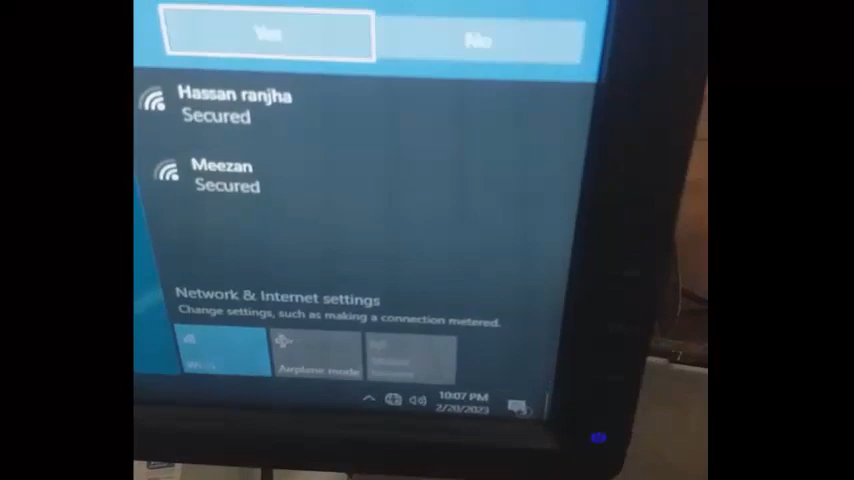 Yes
No
Hassan ranjha
Secured
Meezan
Secured
Network & Internet settings
Change settings, such as making a connection metered.
Airplane mode
10:07 PM
2/20/2023